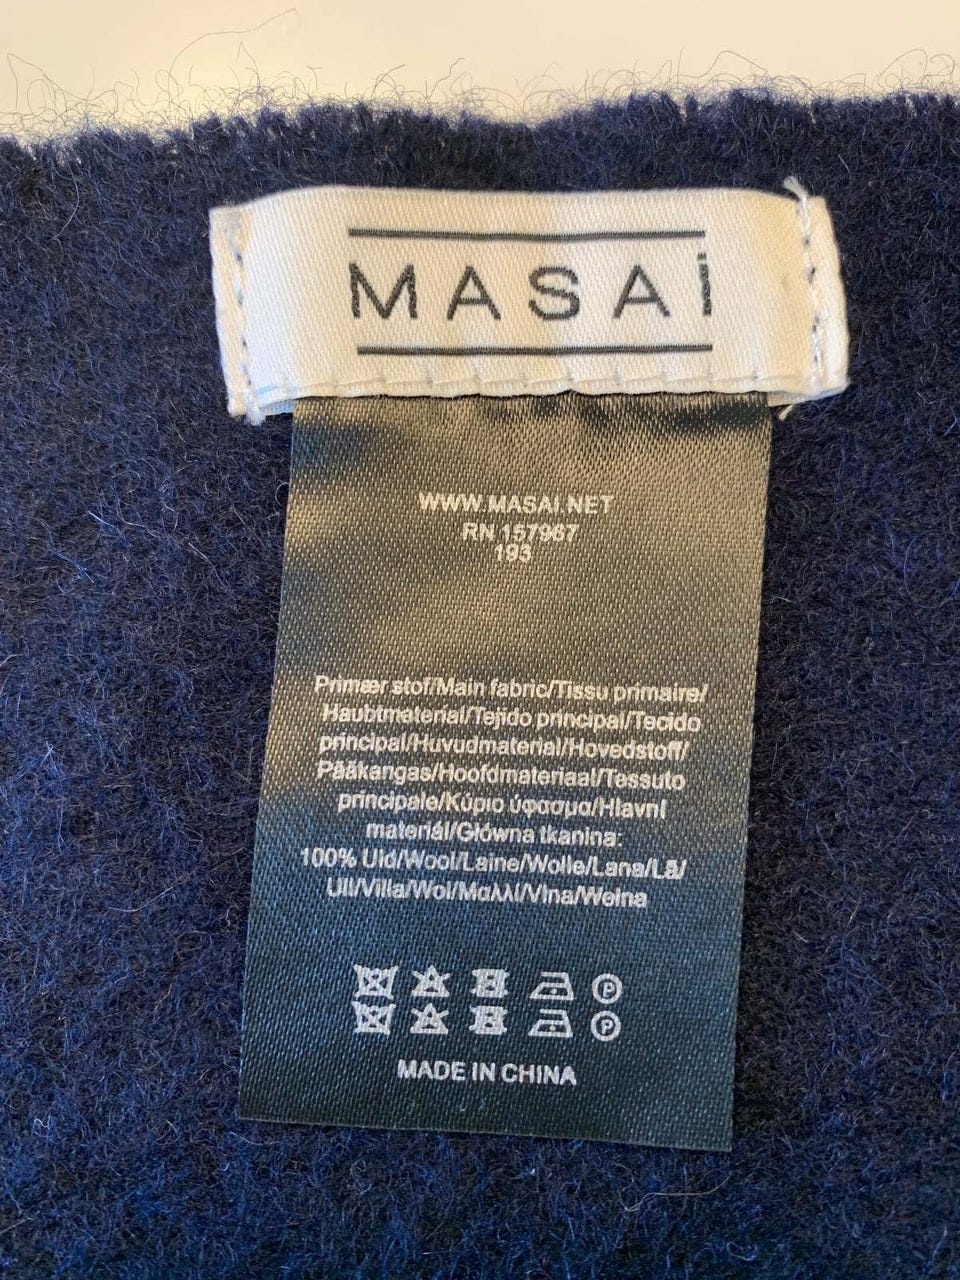 MASAI
WWW.MASAI.NET
RN 157967
193
Primær stof/Main fabric/Tissu primaire/
Haubtmaterial/Tejido principal/Tecido
principal/Huvudmaterial/Hovedstoff/
Pääkangas/Hoofdmateriaal/Tessuto
principale/Κύριο ύφασμα/Hlavní
materiál/Główna tkanina:
100% Uld/Wool/Laine/Wolle/Lana/Lã/
Ull/Villa/Wol/Μαλλί/Vlna/Wełna
P
P
MADE IN CHINA